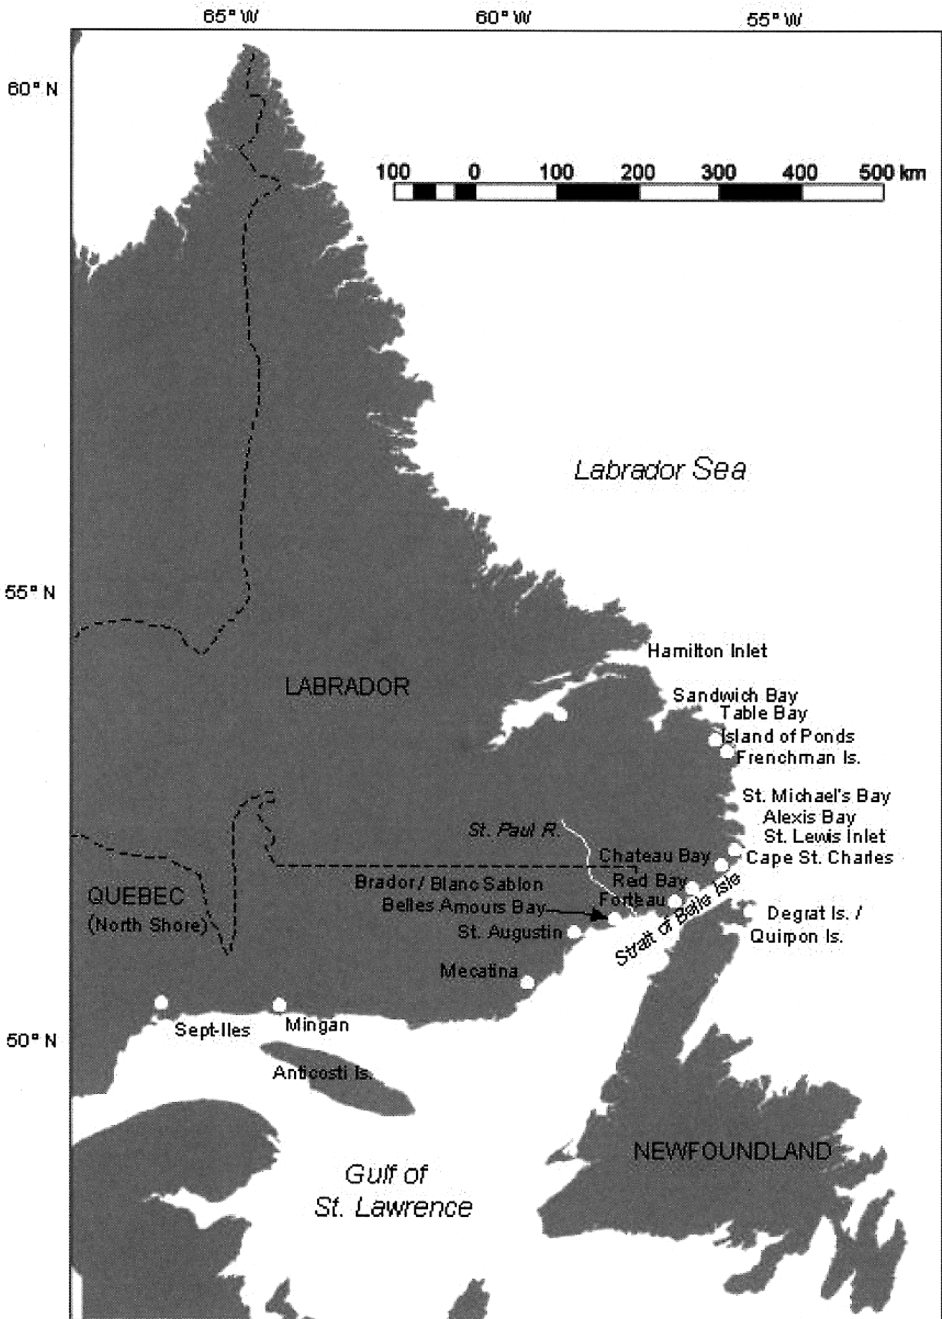 65° W 60° W 55° W
60° N
100 0 100 200 300 400 500 km
Labrador Sea
55° N
Hamilton Inlet
LABRADOR
Sandwich Bay
Table Bay
Island of Ponds
Frenchman Is.
St. Michael's Bay
Alexis Bay
St. Paul R.
St. Lewis Inlet
Chateau Bay
Cape St. Charles
Brador / Blanc Sablon
Red Bay
QUEBEC
(North Shore)
Belles Amours Bay
Forteau
Strait of Belle Isle
Degrat Is. /
Quirpon Is.
St. Augustin
Mecatina
Sept-Iles
Mingan
50° N
Anticosti Is.
NEWFOUNDLAND
Gulf of
St. Lawrence